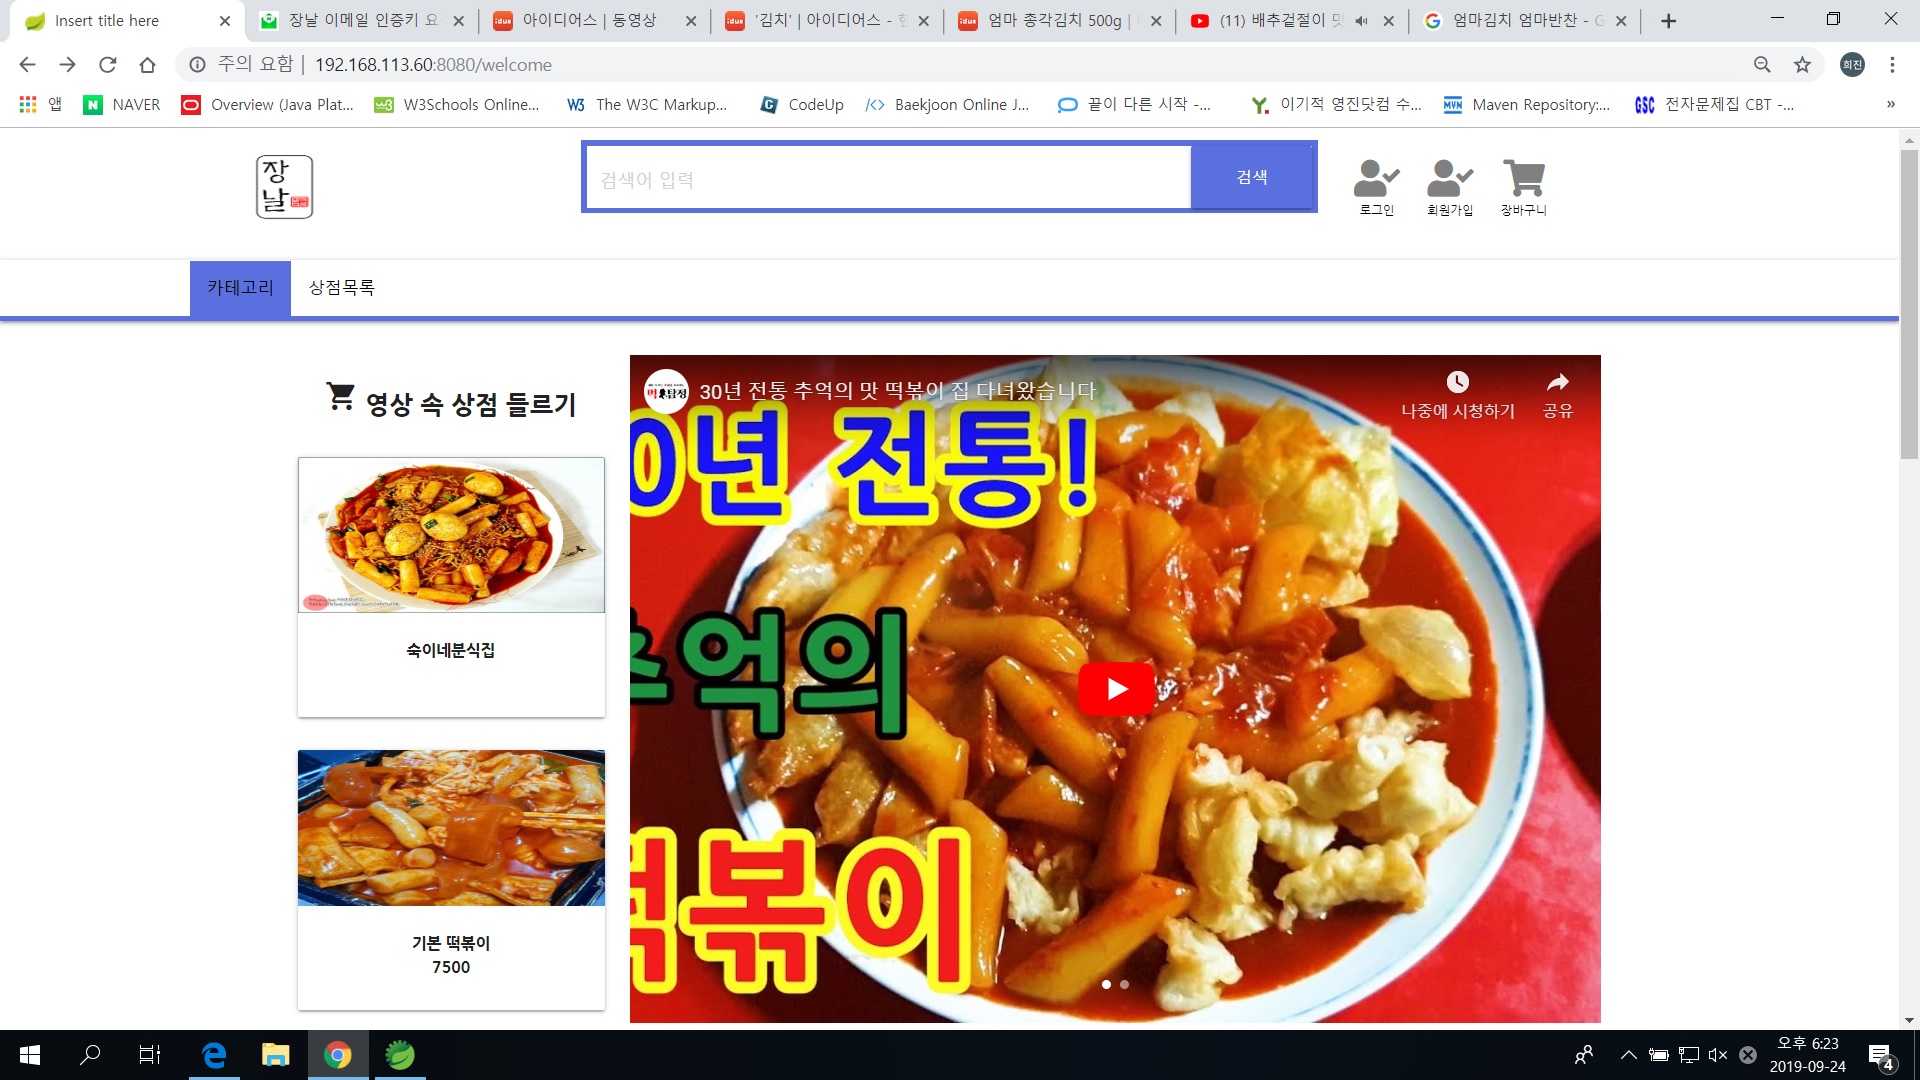 Insert title here
장날 이메일 인증키 요
아이디어스 | 동영상
'김치' | 아이디어스 - 한
엄마 총각김치 500g |
(11) 배추겉절이 맛
엄마김치 엄마반찬 - G
주의 요함 | 192.168.113.60:8080/welcome
희진
앱
NAVER
Overview (Java Plat...
W3Schools Online...
The W3C Markup...
CodeUp
Baekjoon Online J...
끝이 다른 시작 -...
이기적 영진닷컴 수...
Maven Repository:...
전자문제집 CBT -...
장날
검색어 입력
검색
로그인
회원가입
장바구니
카테고리
상점목록
영상 속 상점 들르기
숙이네분식집
기본 떡볶이
7500
30년 전통 추억의 맛 떡볶이 집 다녀왔습니다
나중에 시청하기
공유
0년 전통!
추억의
떡볶이
오후 6:23
2019-09-24
4